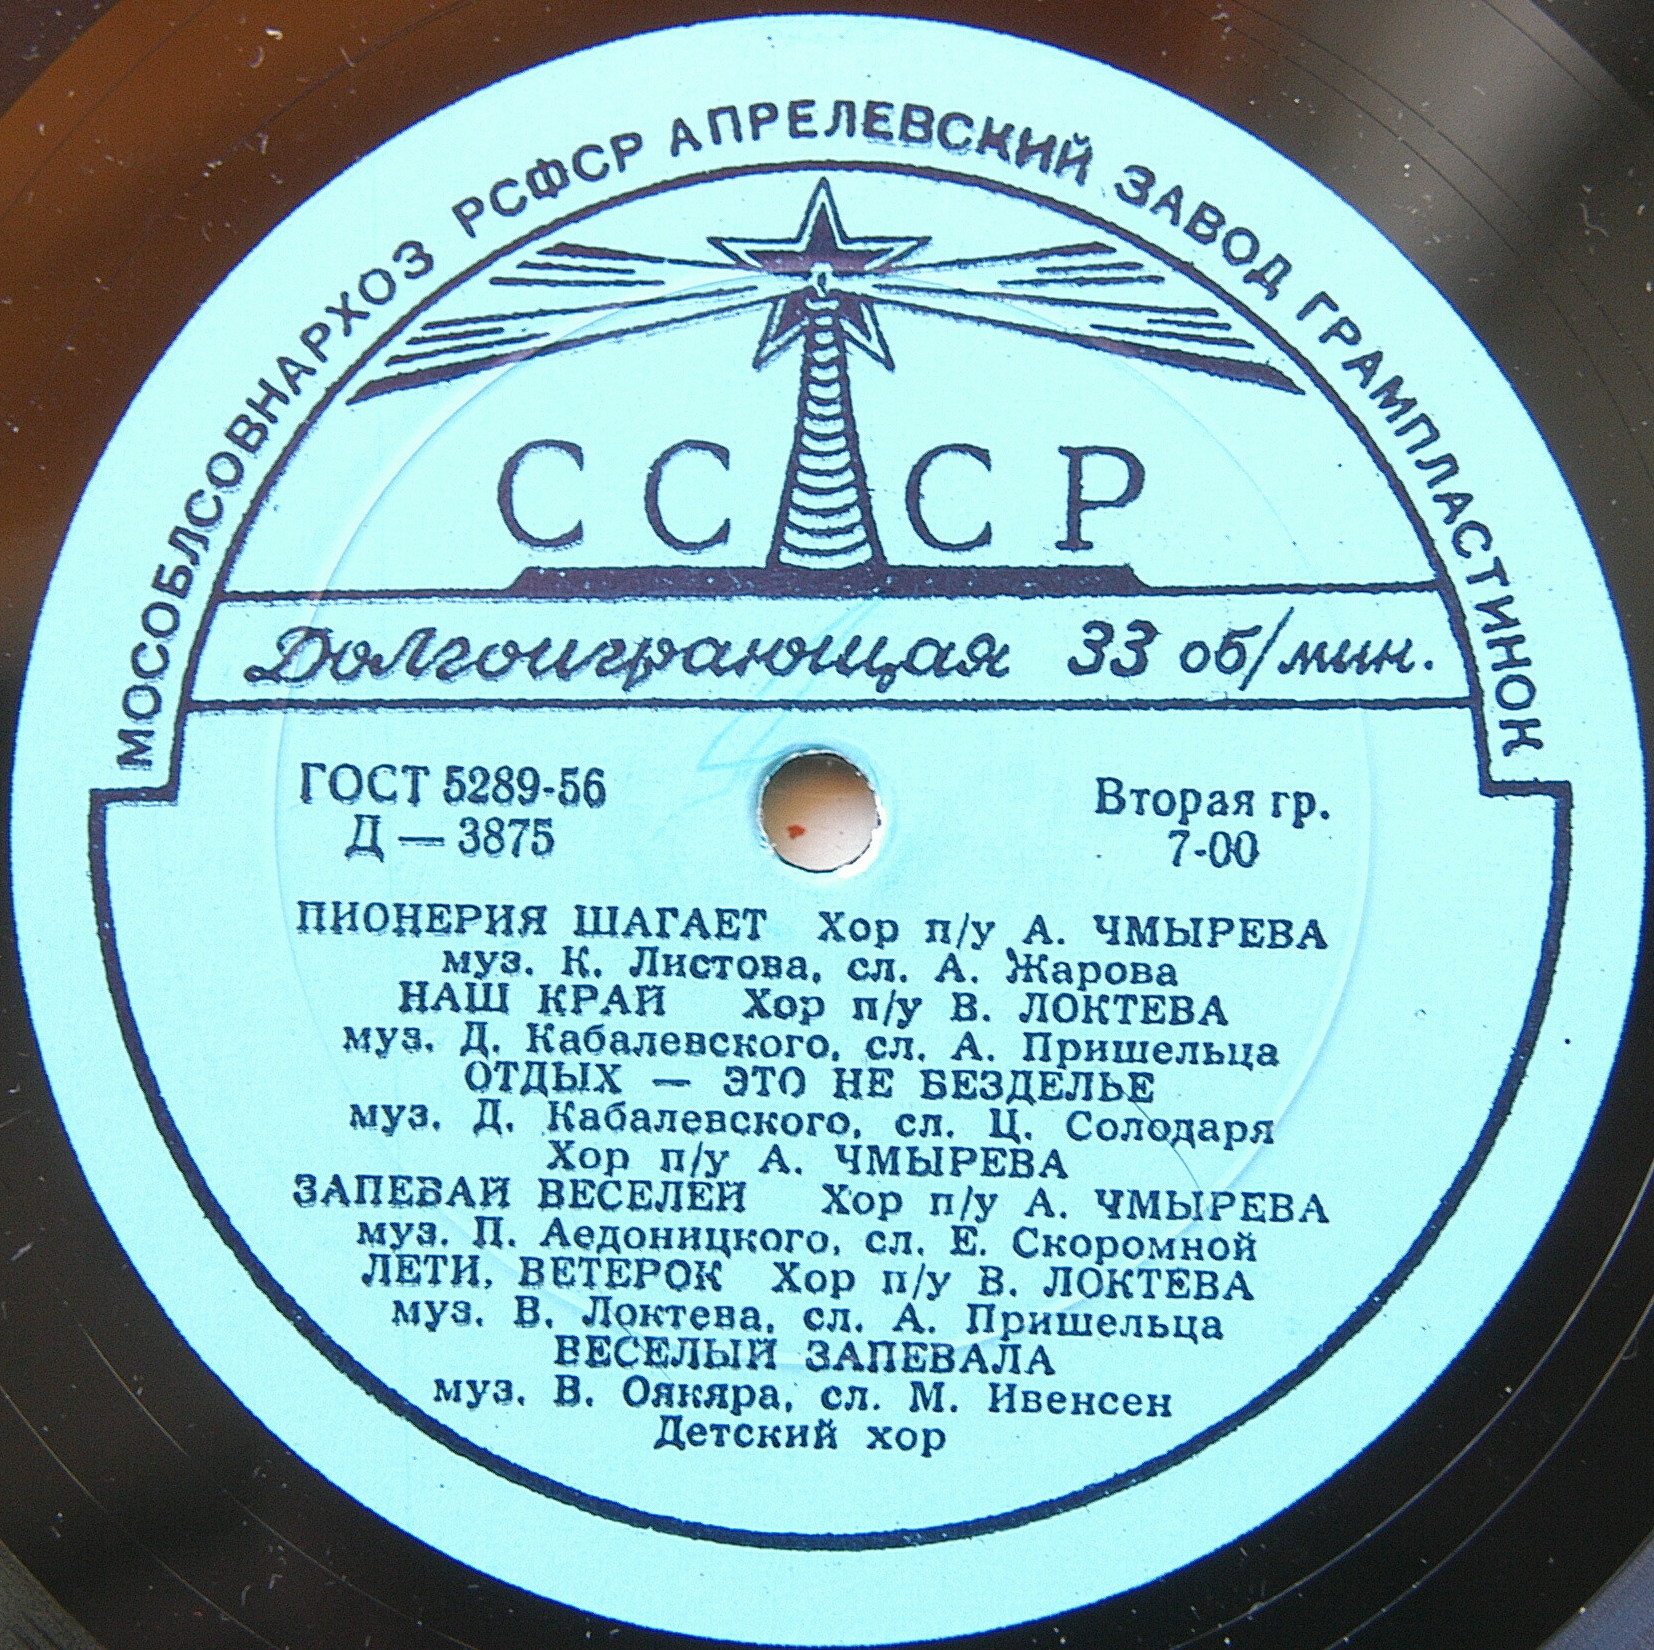 МОСОБЛСОВНАРХОЗ РСФСР АПРЕЛЕВСКИЙ ЗАВОД ГРАМПЛАСТИНОК
СССР
Долгоиграющая 33 об/мин.
ГОСТ 5289-56 Вторая гр.
Д — 3875 7-00
ПИОНЕРИЯ ШАГАЕТ Хор п/у А. ЧМЫРЕВА
муз. К. Листова, сл. А. Жарова
НАШ КРАЙ Хор п/у В. ЛОКТЕВА
муз. Д. Кабалевского, сл. А. Пришельца
ОТДЫХ — ЭТО НЕ БЕЗДЕЛЬЕ
муз. Д. Кабалевского, сл. Ц. Солодаря
Хор п/у А. ЧМЫРЕВА
ЗАПЕВАЙ ВЕСЕЛЕЙ Хор п/у А. ЧМЫРЕВА
муз. П. Аедоницкого, сл. Е. Скоромной
ЛЕТИ, ВЕТЕРОК Хор п/у В. ЛОКТЕВА
муз. В. Локтева, сл. А. Пришельца
ВЕСЕЛЫЙ ЗАПЕВАЛА
муз. В. Оякяра, сл. М. Ивенсен
Детский хор